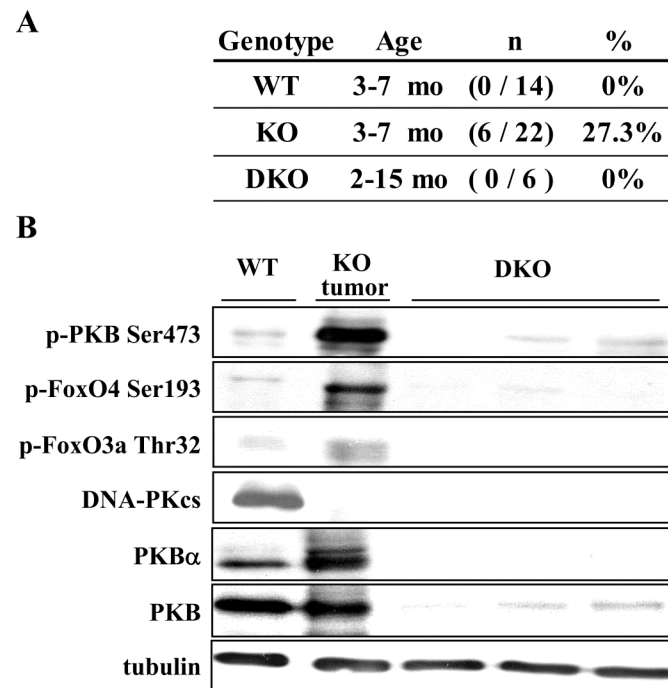 A
Genotype Age n %
WT 3-7 mo (0 / 14) 0%
KO 3-7 mo (6 / 22) 27.3%
DKO 2-15 mo ( 0 / 6 ) 0%
B
WT KO tumor DKO
p-PKB Ser473
p-FoxO4 Ser193
p-FoxO3a Thr32
DNA-PKcs
PKBα
PKB
tubulin